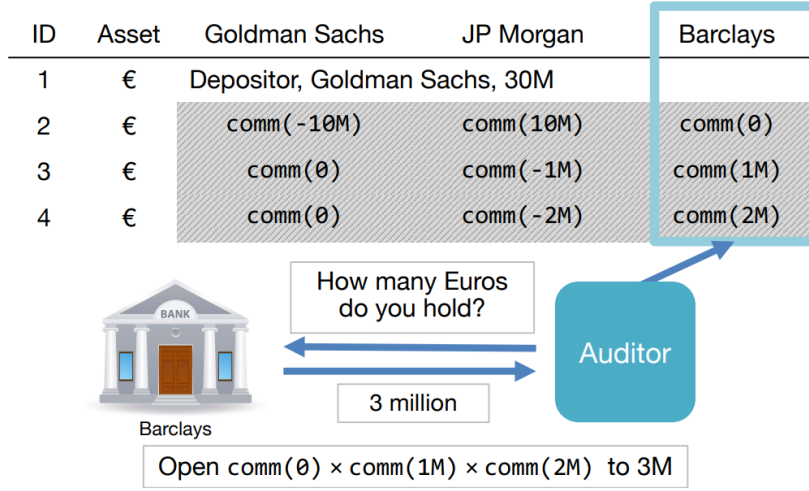 ID Asset Goldman Sachs JP Morgan Barclays
1 € Depositor, Goldman Sachs, 30M
2 € comm(-10M) comm(10M) comm(0)
3 € comm(0) comm(-1M) comm(1M)
4 € comm(0) comm(-2M) comm(2M)
How many Euros
do you hold?
BANK
Auditor
3 million
Barclays
Open comm(0) × comm(1M) × comm(2M) to 3M